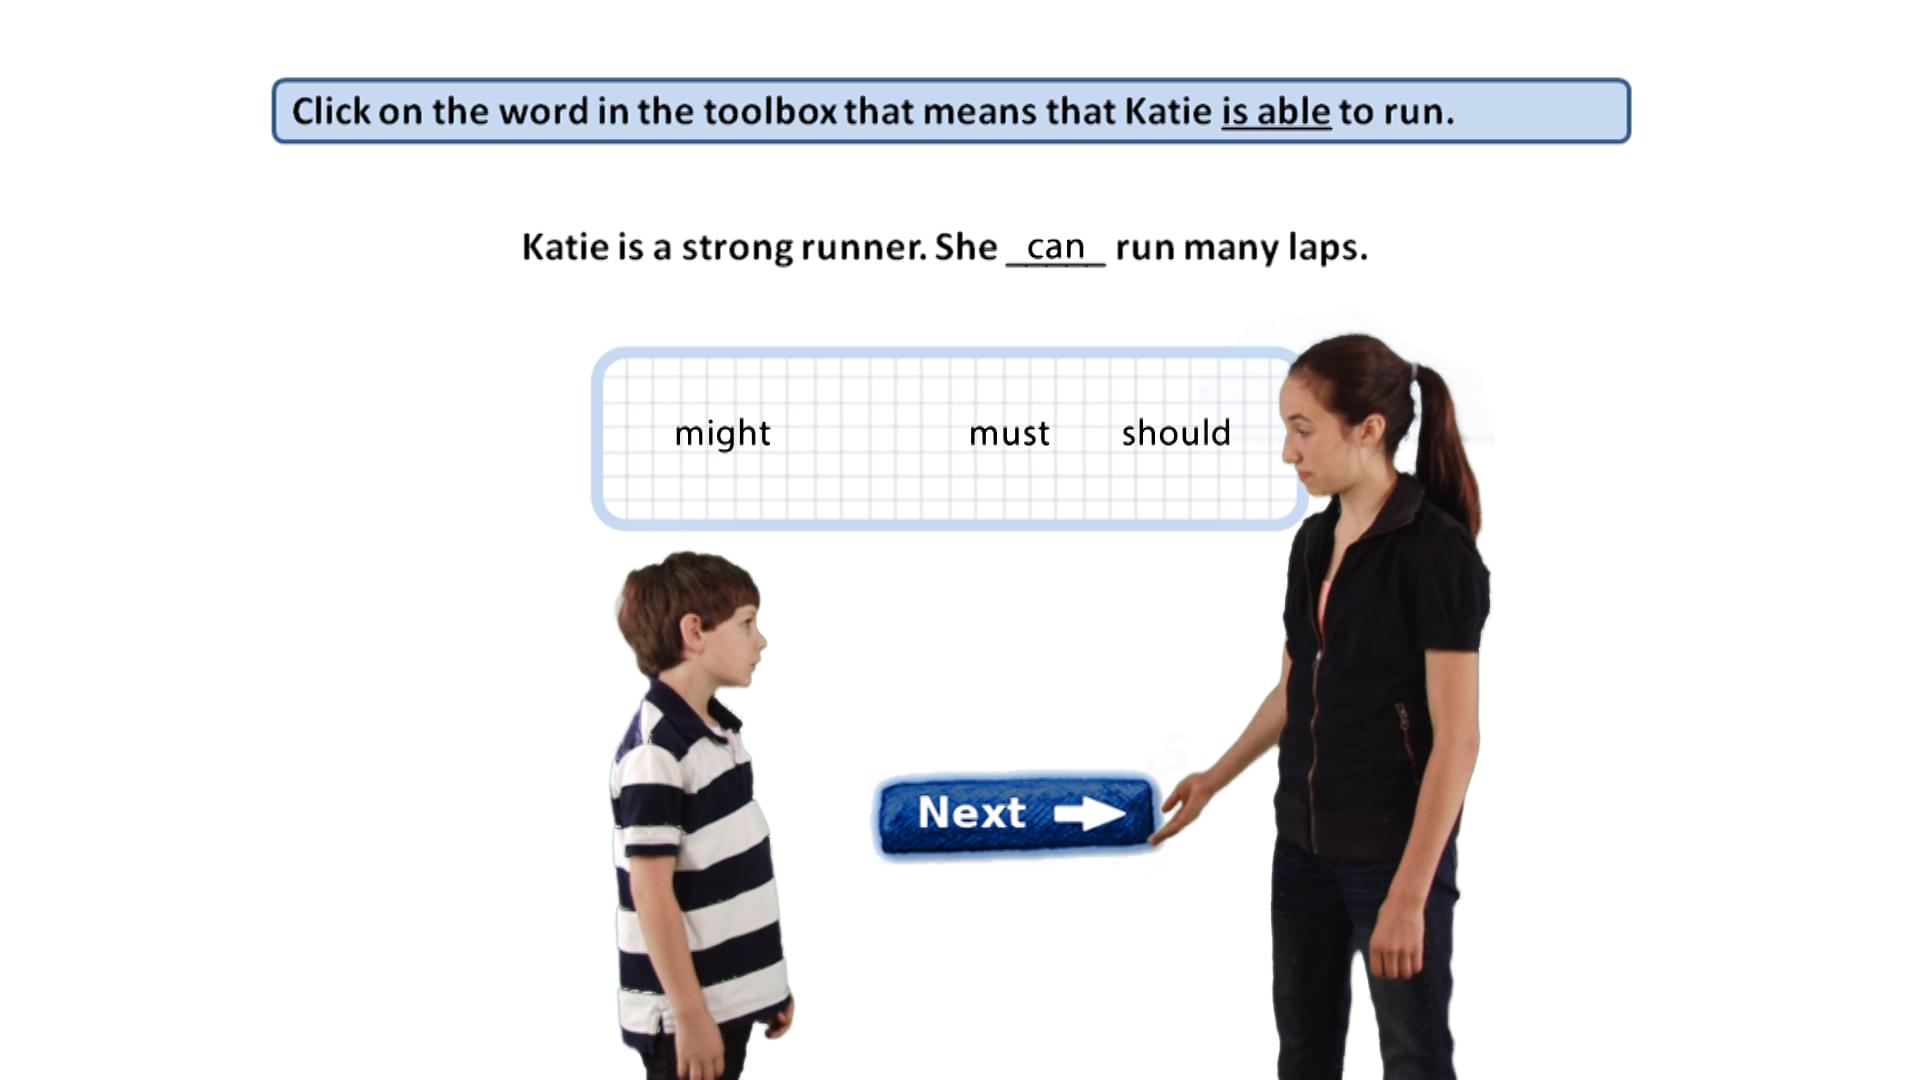 Click on the word in the toolbox that means that Katie is able to run.
Katie is a strong runner. She can run many laps.
might must should
Next